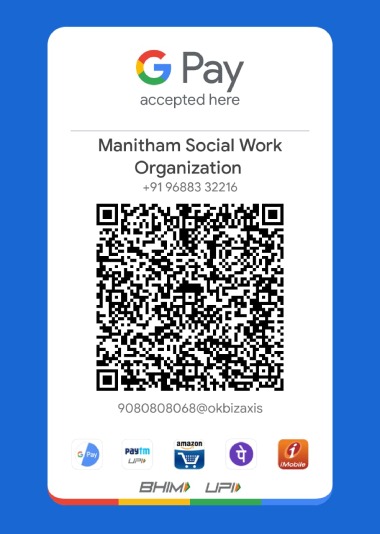 G Pay
accepted here
Manitham Social Work
Organization
+91 96883 32216
9080808068@okbizaxis
G Pay
paytm
UPI
amazon
पे
i
iMobile
BHIM UPI